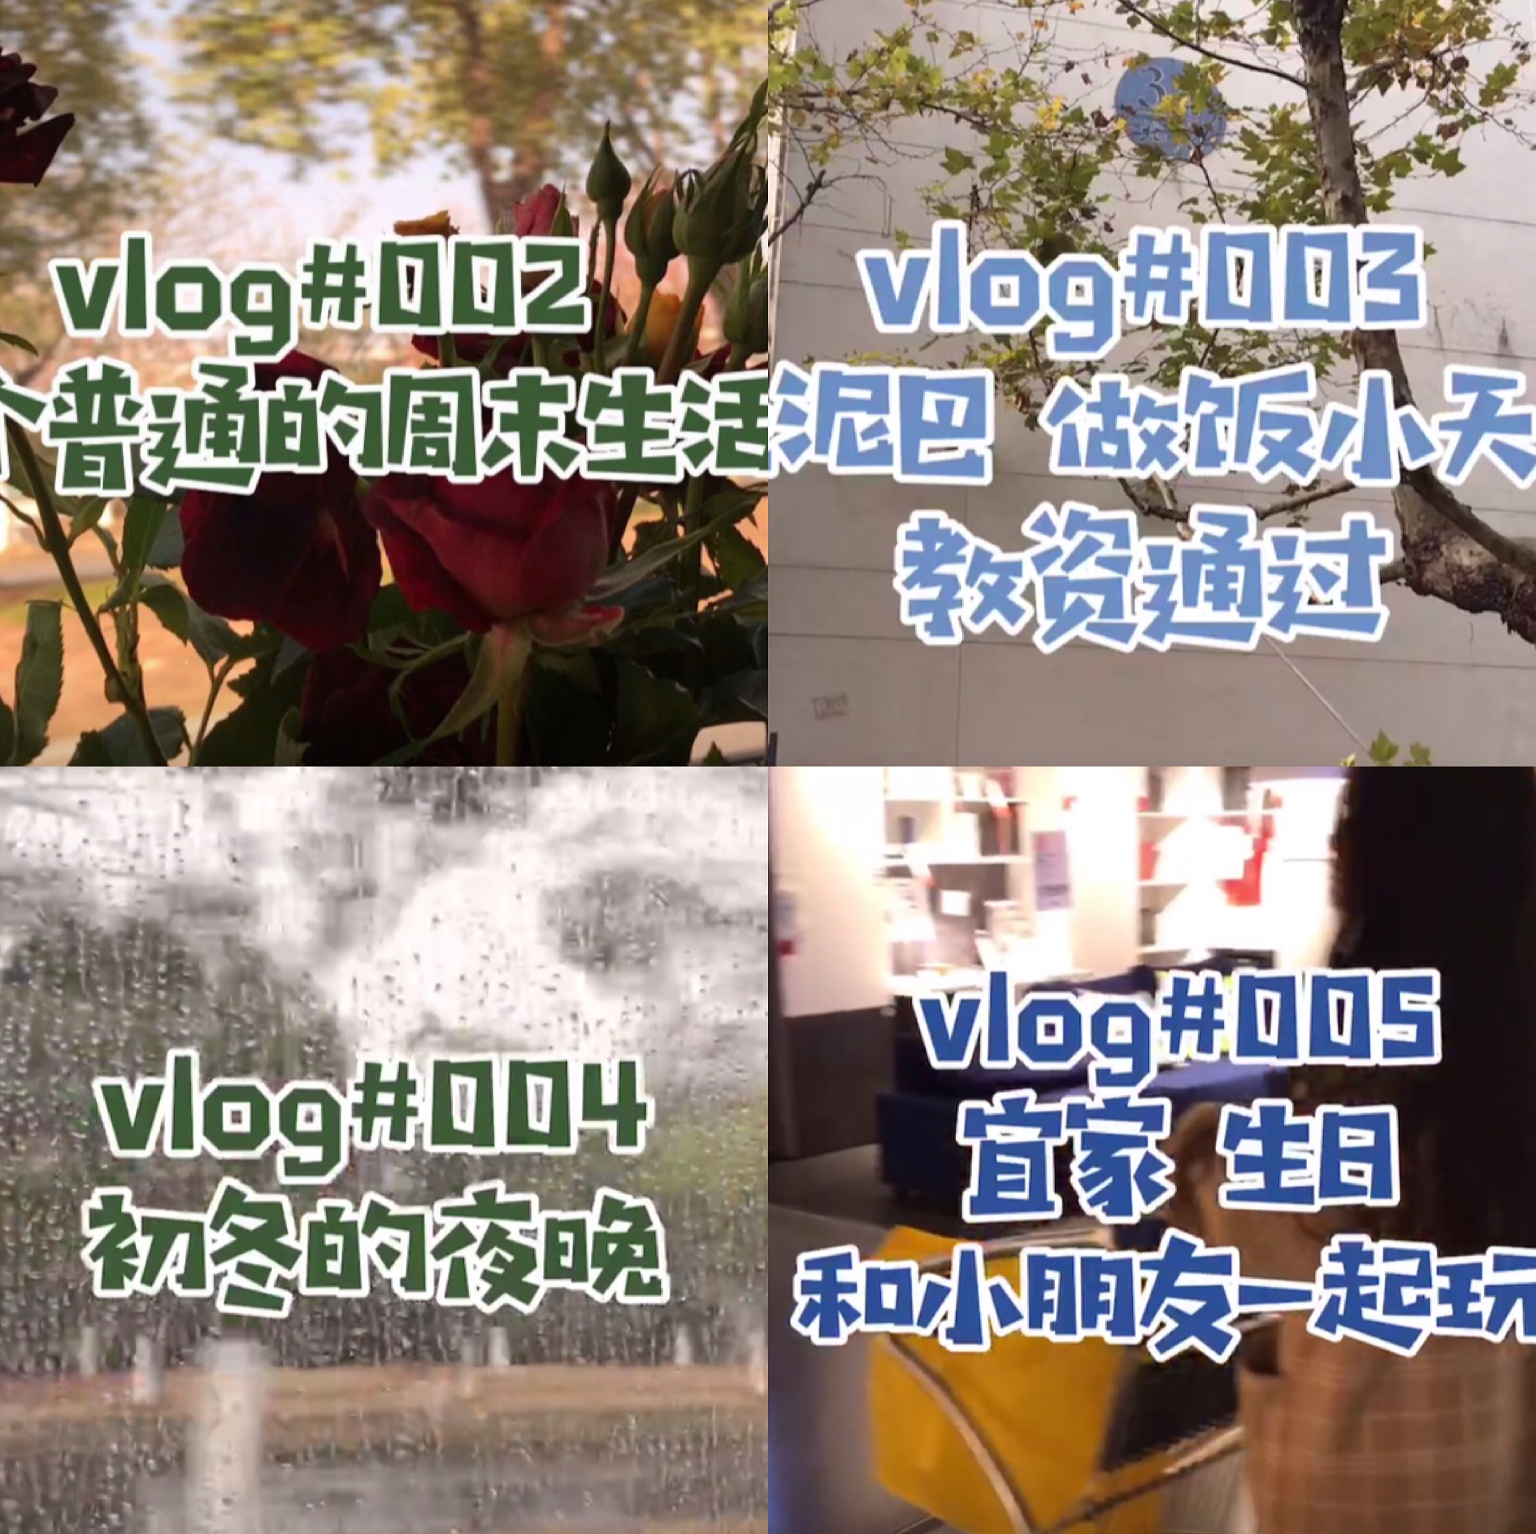 vlog#002
个普通的周末生活
vlog#003
泥巴 做饭小天
教资通过
vlog#004
初冬的夜晚
vlog#005
宜家 生日
和小朋友一起玩